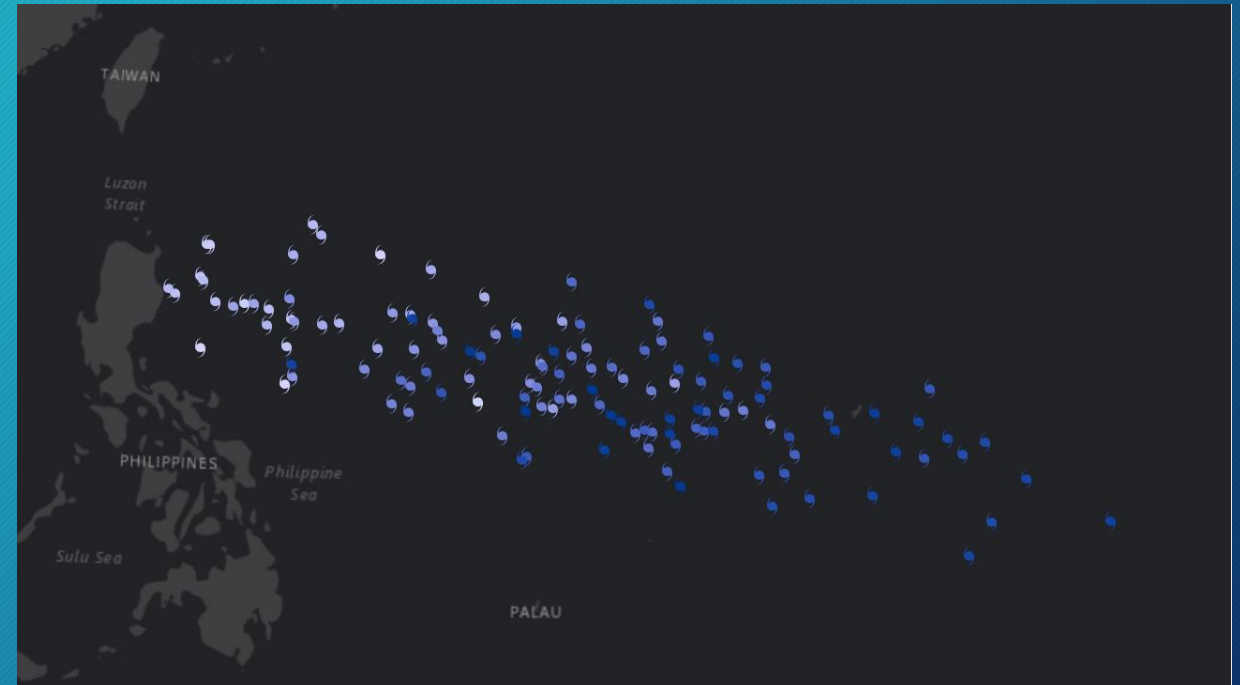 TAIWAN
Luzon
Strait
PHILIPPINES
Philippine
Sea
Sulu Sea
PALAU